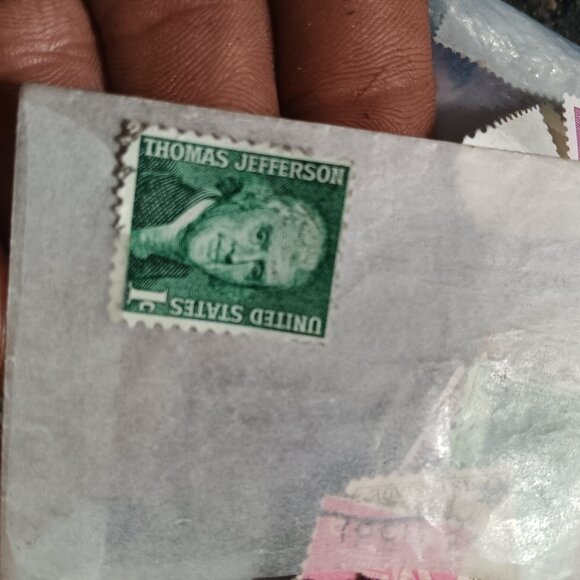 THOMAS JEFFERSON
1c
UNITED STATES